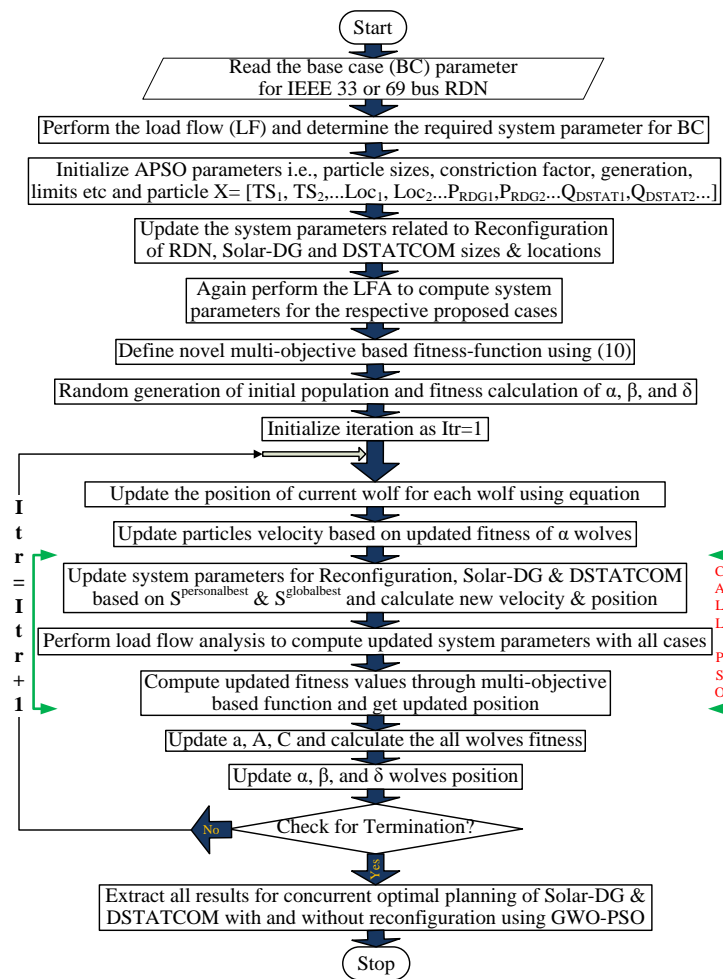 Start
Read the base case (BC) parameter
for IEEE 33 or 69 bus RDN
Perform the load flow (LF) and determine the required system parameter for BC
Initialize APSO parameters i.e., particle sizes, constriction factor, generation,
limits etc and particle X= [TS₁, TS₂,...Loc₁, Loc₂...P_RDG1,P_RDG2...Q_DSTAT1,Q_DSTAT2...]
Update the system parameters related to Reconfiguration
of RDN, Solar-DG and DSTATCOM sizes & locations
Again perform the LFA to compute system
parameters for the respective proposed cases
Define novel multi-objective based fitness-function using (10)
Random generation of initial population and fitness calculation of α, β, and δ
Initialize iteration as Itr=1
Update the position of current wolf for each wolf using equation
Update particles velocity based on updated fitness of α wolves
Update system parameters for Reconfiguration, Solar-DG & DSTATCOM
based on S^personalbest & S^globalbest and calculate new velocity & position
Perform load flow analysis to compute updated system parameters with all cases
Compute updated fitness values through multi-objective
based function and get updated position
Update a, A, C and calculate the all wolves fitness
Update α, β, and δ wolves position
Check for Termination?
No
Yes
Extract all results for concurrent optimal planning of Solar-DG &
DSTATCOM with and without reconfiguration using GWO-PSO
Stop
Itr=Itr+1
CALL PSO